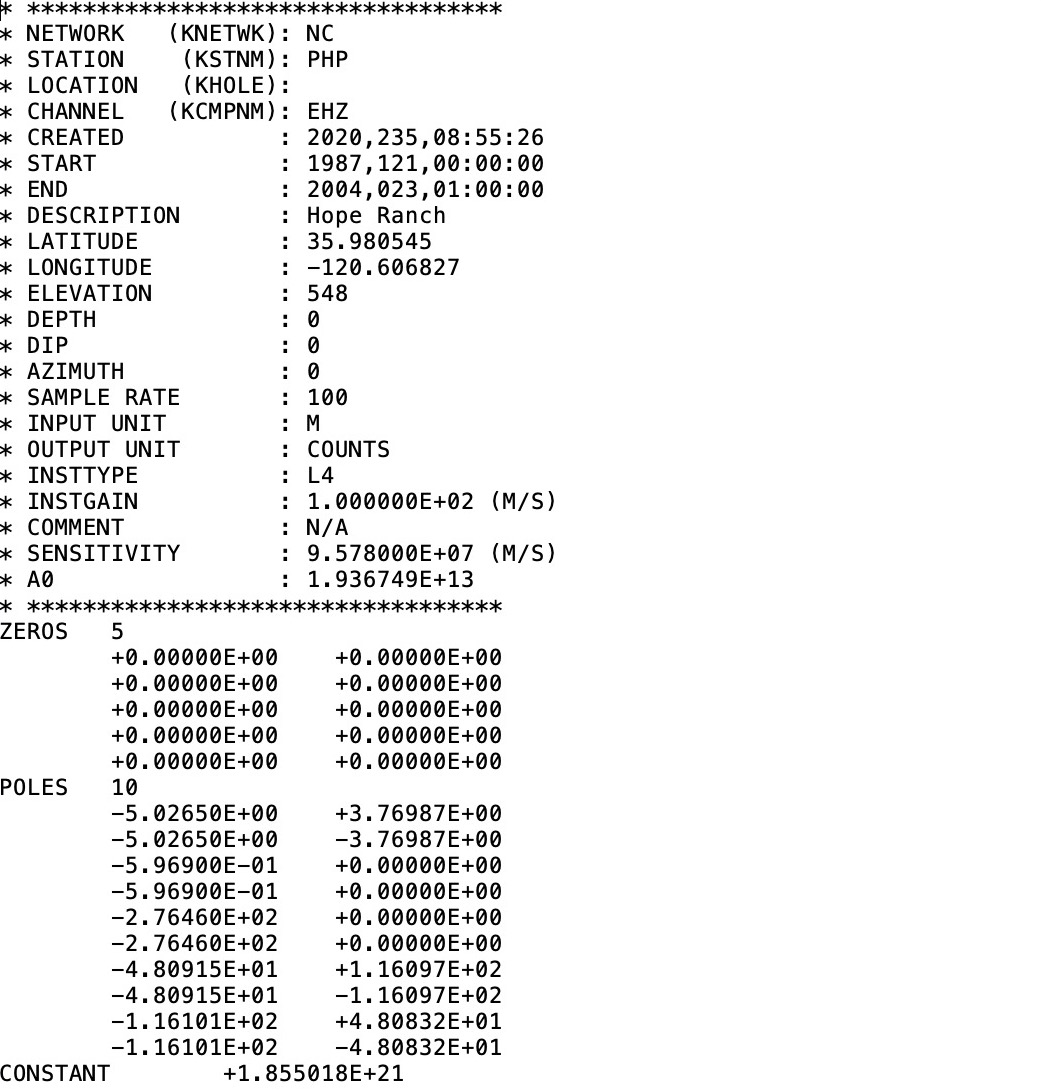 * **********************************
* NETWORK   (KNETWK): NC
* STATION    (KSTNM): PHP
* LOCATION   (KHOLE):
* CHANNEL   (KCMPNM): EHZ
* CREATED           : 2020,235,08:55:26
* START             : 1987,121,00:00:00
* END               : 2004,023,01:00:00
* DESCRIPTION       : Hope Ranch
* LATITUDE          : 35.980545
* LONGITUDE         : -120.606827
* ELEVATION         : 548
* DEPTH             : 0
* DIP               : 0
* AZIMUTH           : 0
* SAMPLE RATE       : 100
* INPUT UNIT        : M
* OUTPUT UNIT       : COUNTS
* INSTTYPE          : L4
* INSTGAIN          : 1.000000E+02 (M/S)
* COMMENT           : N/A
* SENSITIVITY       : 9.578000E+07 (M/S)
* A0                : 1.936749E+13
* **********************************
ZEROS   5
        +0.00000E+00    +0.00000E+00
        +0.00000E+00    +0.00000E+00
        +0.00000E+00    +0.00000E+00
        +0.00000E+00    +0.00000E+00
        +0.00000E+00    +0.00000E+00
POLES   10
        -5.02650E+00    +3.76987E+00
        -5.02650E+00    -3.76987E+00
        -5.96900E-01    +0.00000E+00
        -5.96900E-01    +0.00000E+00
        -2.76460E+02    +0.00000E+00
        -2.76460E+02    +0.00000E+00
        -4.80915E+01    +1.16097E+02
        -4.80915E+01    -1.16097E+02
        -1.16101E+02    +4.80832E+01
        -1.16101E+02    -4.80832E+01
CONSTANT        +1.855018E+21